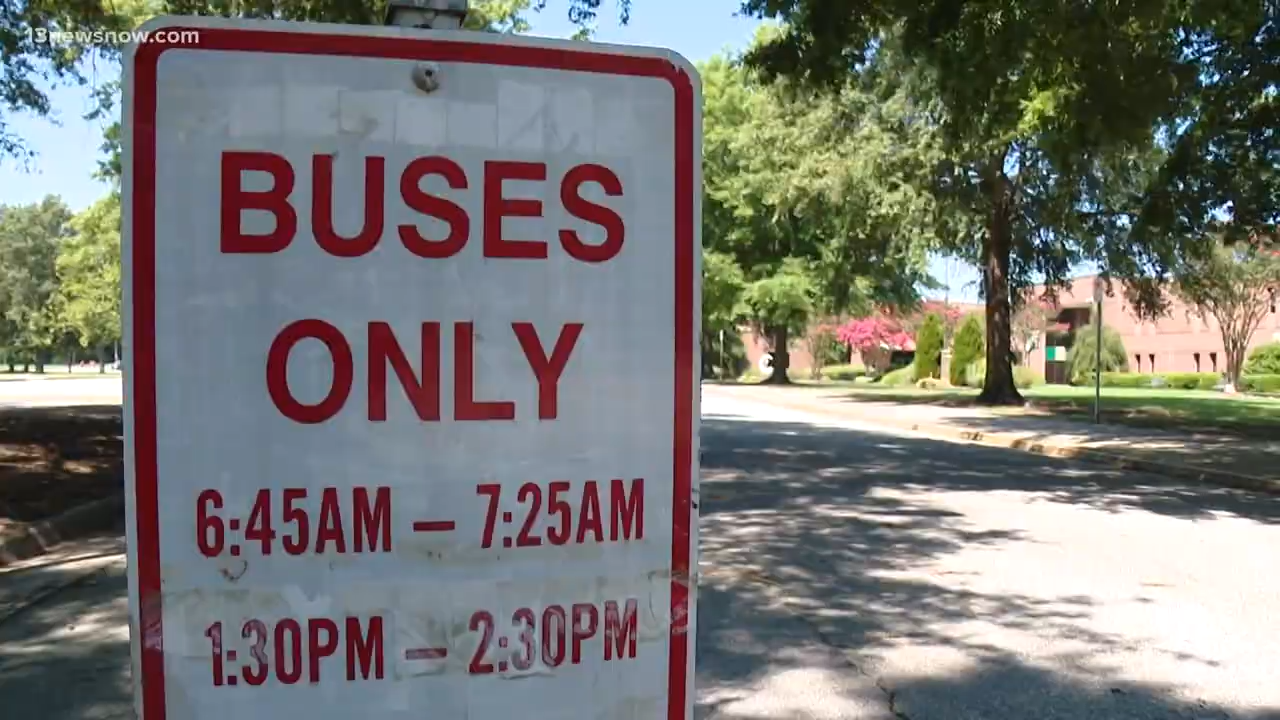 13newsnow.com
BUSES
ONLY
6:45AM – 7:25AM
1:30PM – 2:30PM